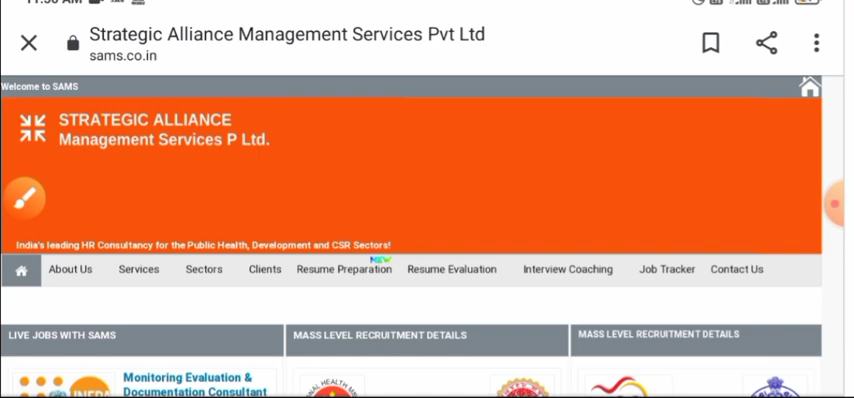 Strategic Alliance Management Services Pvt Ltd
sams.co.in
Welcome to SAMS
STRATEGIC ALLIANCE
Management Services P Ltd.
India's leading HR Consultancy for the Public Health, Development and CSR Sectors!
NEW
About Us Services Sectors Clients Resume Preparation Resume Evaluation Interview Coaching Job Tracker Contact Us
LIVE JOBS WITH SAMS MASS LEVEL RECRUITMENT DETAILS MASS LEVEL RECRUITMENT DETAILS
Monitoring Evaluation &
Documentation Consultant